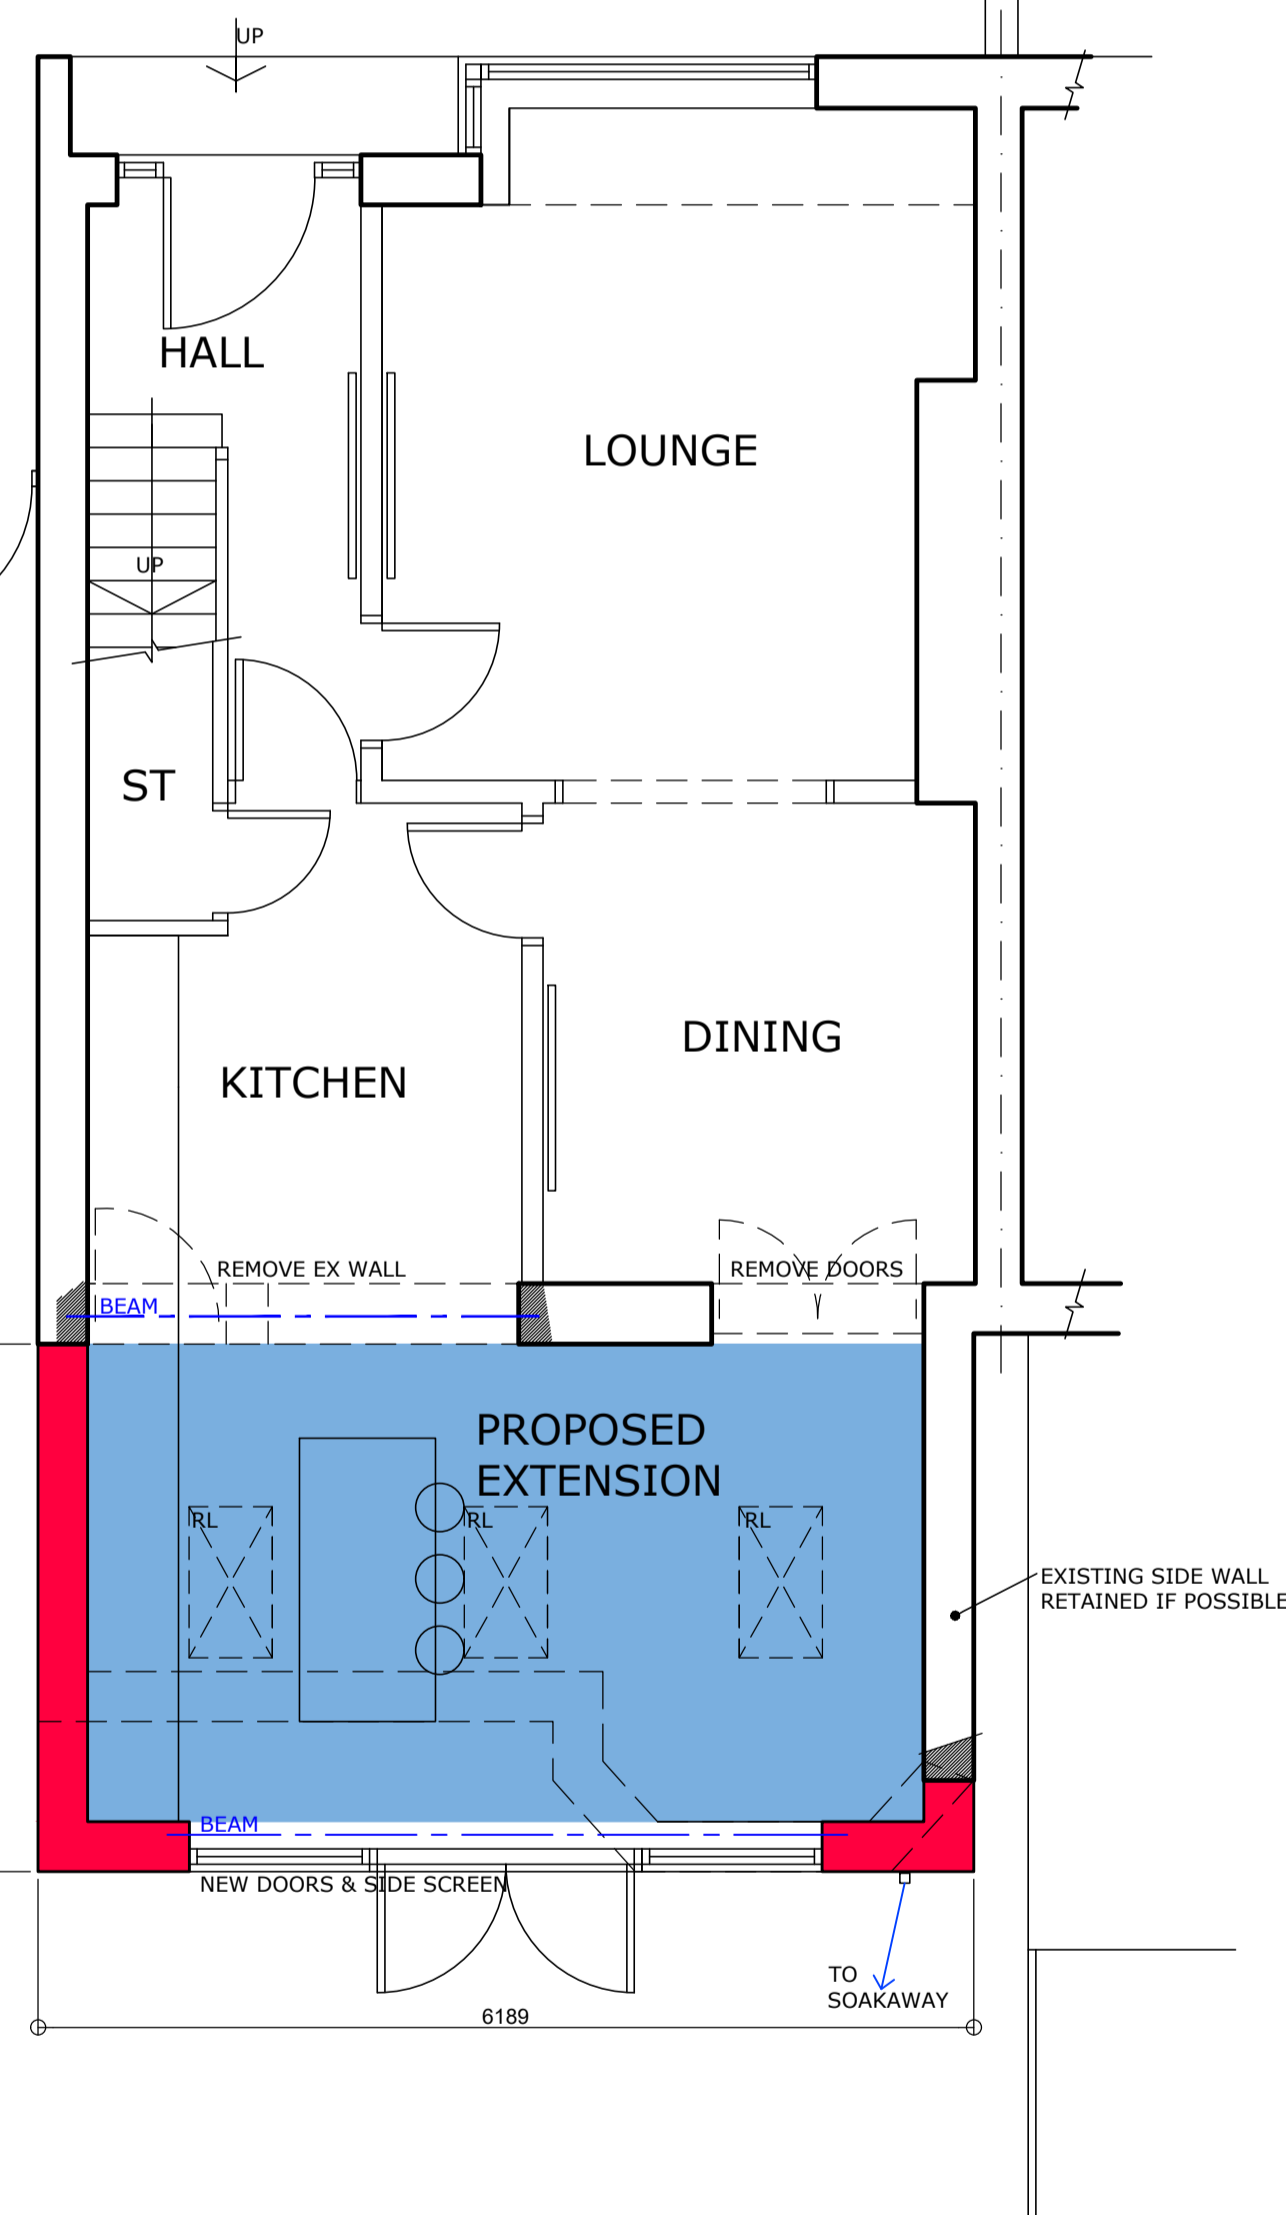 UP
HALL
LOUNGE
UP
ST
DINING
KITCHEN
REMOVE EX WALL
REMOVE DOORS
BEAM
PROPOSED
EXTENSION
RL
RL
RL
EXISTING SIDE WALL
RETAINED IF POSSIBLE
BEAM
NEW DOORS & SIDE SCREEN
TO
SOAKAWAY
6189